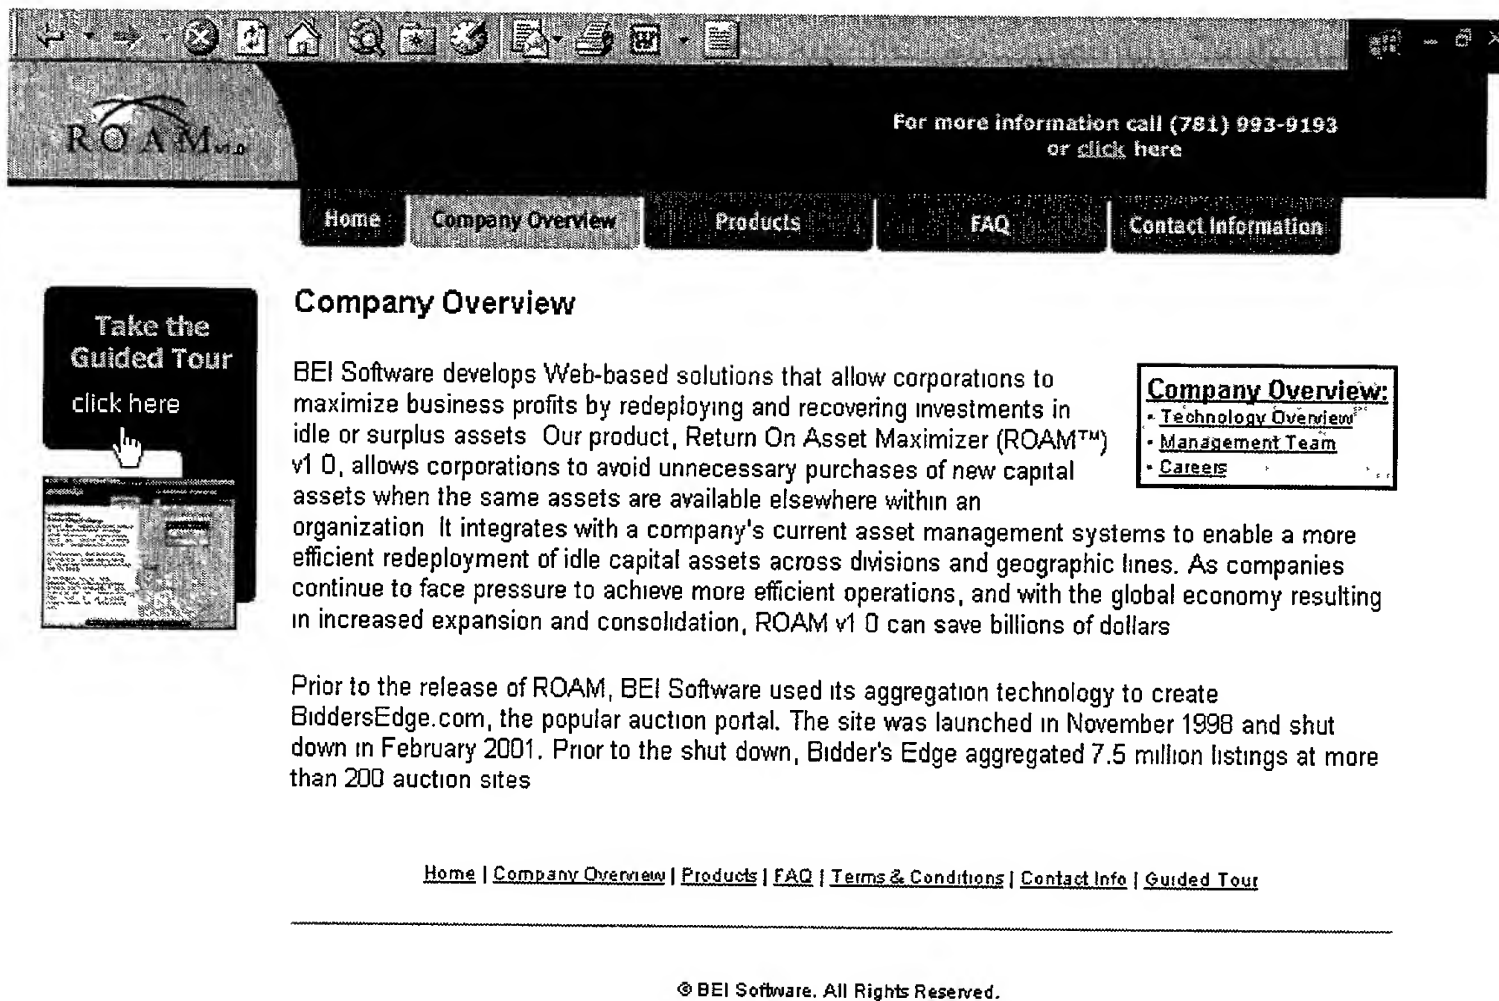 ROAM v1.0
For more information call (781) 993-9193
or click here
Home
Company Overview
Products
FAQ
Contact Information
Take the
Guided Tour
click here
Company Overview
BEI Software develops Web-based solutions that allow corporations to
maximize business profits by redeploying and recovering investments in
idle or surplus assets Our product, Return On Asset Maximizer (ROAM™)
v1 0, allows corporations to avoid unnecessary purchases of new capital
assets when the same assets are available elsewhere within an
organization It integrates with a company's current asset management systems to enable a more
efficient redeployment of idle capital assets across divisions and geographic lines. As companies
continue to face pressure to achieve more efficient operations, and with the global economy resulting
in increased expansion and consolidation, ROAM v1 0 can save billions of dollars
Company Overview:
• Technology Overview
• Management Team
• Careers
Prior to the release of ROAM, BEI Software used its aggregation technology to create
BiddersEdge.com, the popular auction portal. The site was launched in November 1998 and shut
down in February 2001. Prior to the shut down, Bidder's Edge aggregated 7.5 million listings at more
than 200 auction sites
Home | Company Overview | Products | FAQ | Terms & Conditions | Contact Info | Guided Tour
© BEI Software. All Rights Reserved.